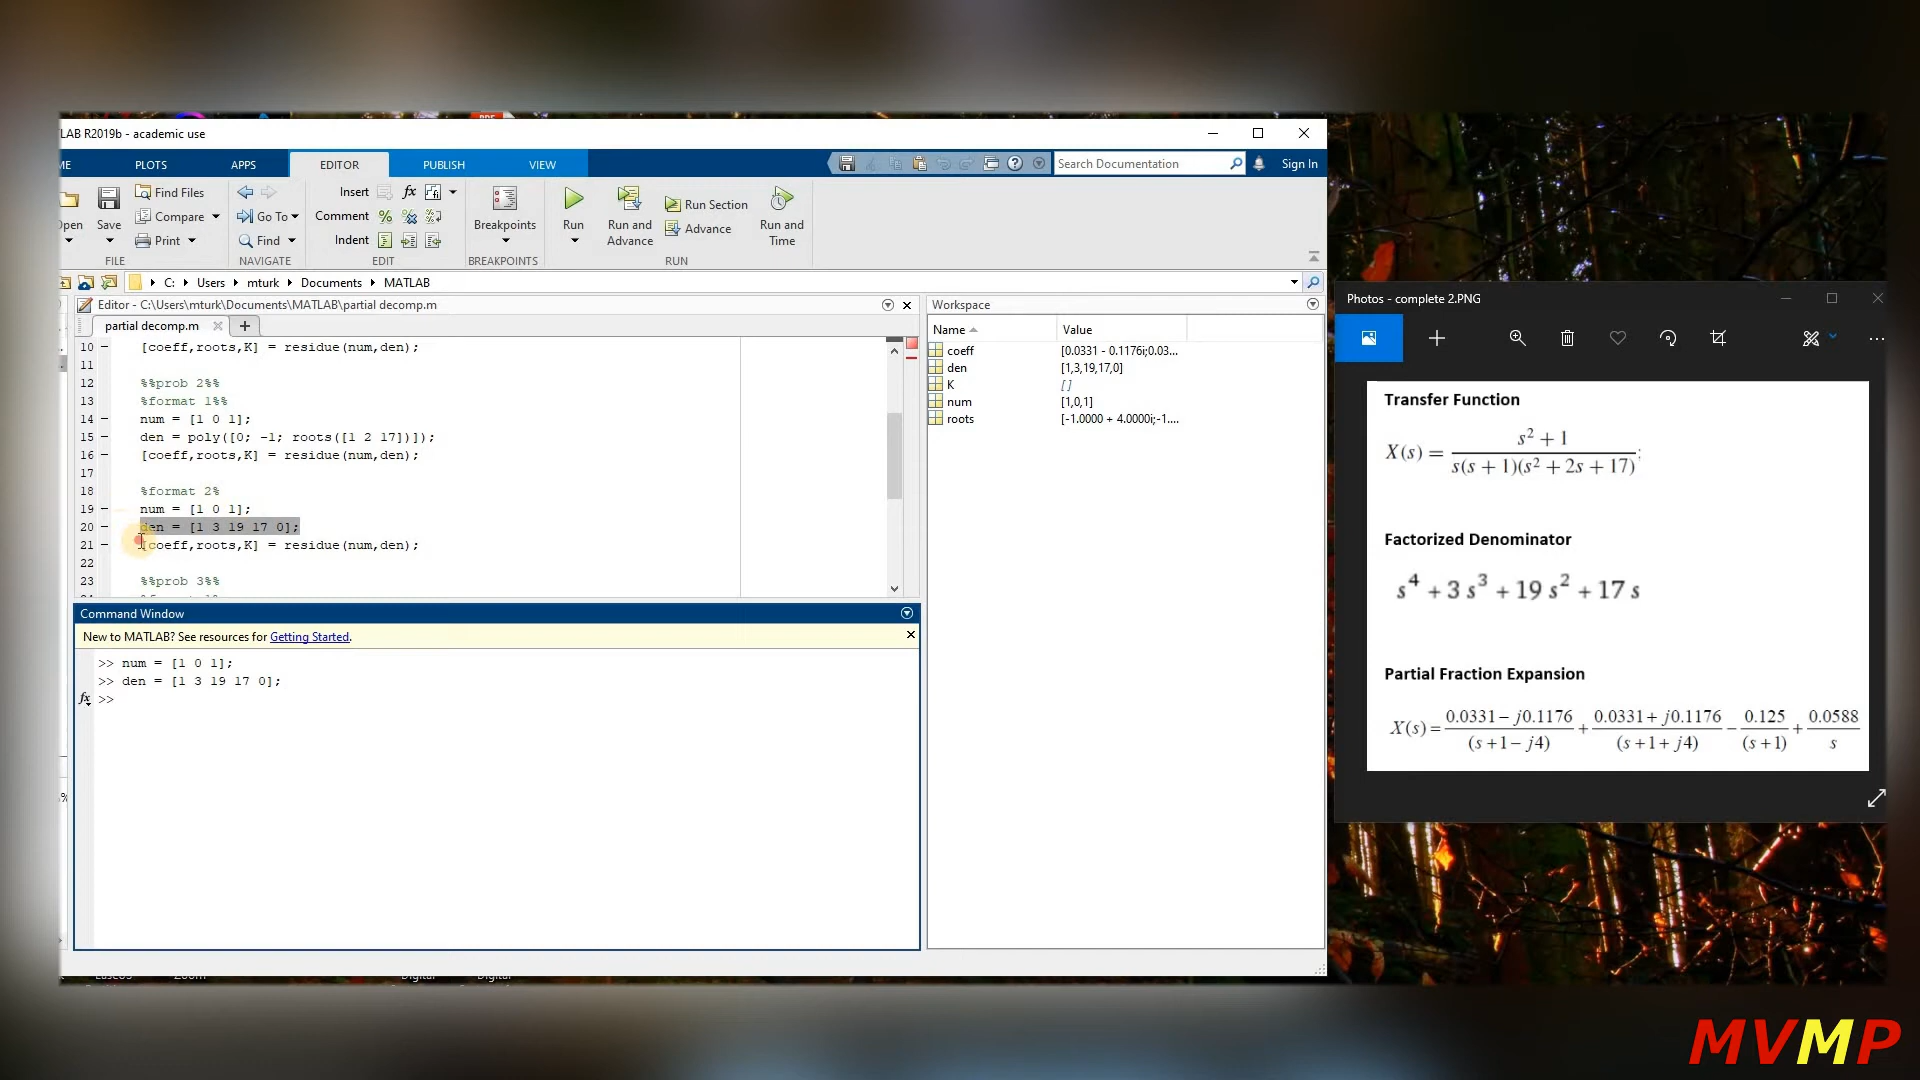 LAB R2019b - academic use
ME PLOTS APPS EDITOR PUBLISH VIEW
Search Documentation
Sign In
Open
Save
Find Files
Compare
Print
FILE
Go To
Find
NAVIGATE
Insert
Comment
Indent
EDIT
Breakpoints
BREAKPOINTS
Run
Run and Advance
Run Section
Advance
Run and Time
RUN
C: Users mturk Documents MATLAB
Editor - C:\Users\mturk\Documents\MATLAB\partial decomp.m
partial decomp.m
10 [coeff,roots,K] = residue(num,den);
11
12 %%prob 2%%
13 %format 1%%
14 num = [1 0 1];
15 den = poly([0; -1; roots([1 2 17])]);
16 [coeff,roots,K] = residue(num,den);
17
18 %format 2%
19 num = [1 0 1];
20 den = [1 3 19 17 0];
21 [coeff,roots,K] = residue(num,den);
22
23 %%prob 3%%
Command Window
New to MATLAB? See resources for Getting Started.
>> num = [1 0 1];
>> den = [1 3 19 17 0];
fx >>
Workspace
Name Value
coeff [0.0331 - 0.1176i;0.03...
den [1,3,19,17,0]
K []
num [1,0,1]
roots [-1.0000 + 4.0000i;-1....
Photos - complete 2.PNG
Transfer Function
X(s) = (s² + 1) / (s(s + 1)(s² + 2s + 17));
Factorized Denominator
s⁴ + 3 s³ + 19 s² + 17 s
Partial Fraction Expansion
X(s) = (0.0331 − j0.1176)/(s+1− j4) + (0.0331 + j0.1176)/(s+1+ j4) − 0.125/(s+1) + 0.0588/s
Digital Digital
MVMP